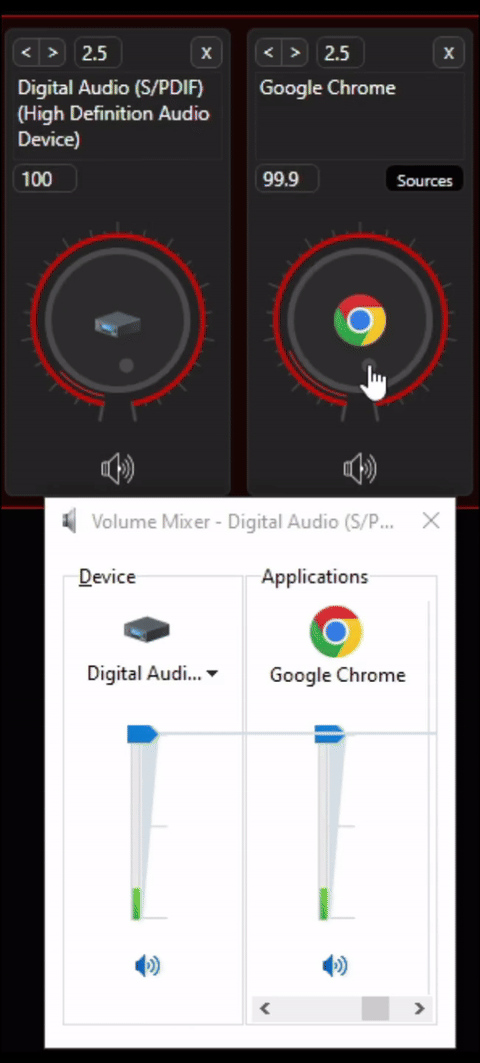 < > 2.5 x
Digital Audio (S/PDIF)
(High Definition Audio
Device)
100
< > 2.5 x
Google Chrome
99.9 Sources
Volume Mixer - Digital Audio (S/P...
Device
Digital Audi...
Applications
Google Chrome